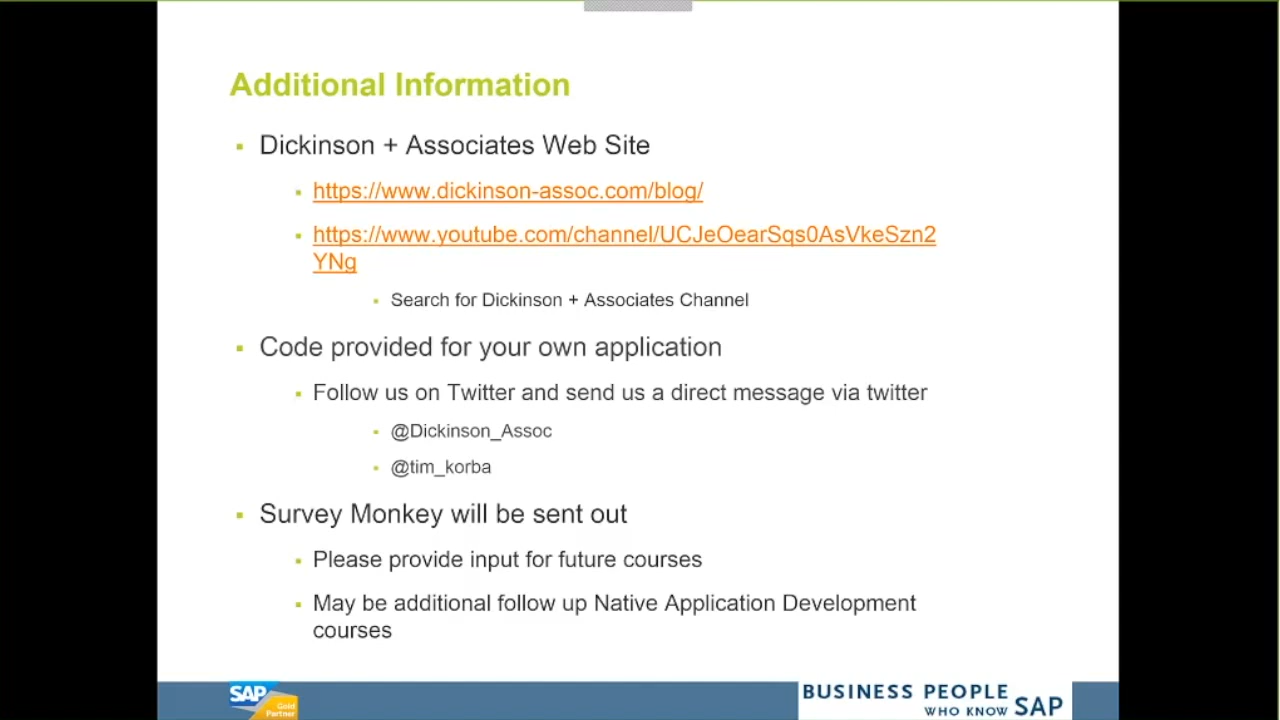 Additional Information
Dickinson + Associates Web Site
https://www.dickinson-assoc.com/blog/
https://www.youtube.com/channel/UCJeOearSqs0AsVkeSzn2
YNg
Search for Dickinson + Associates Channel
Code provided for your own application
Follow us on Twitter and send us a direct message via twitter
@Dickinson_Assoc
@tim_korba
Survey Monkey will be sent out
Please provide input for future courses
May be additional follow up Native Application Development
courses
SAP
Gold
Partner
BUSINESS PEOPLE
WHO KNOW SAP